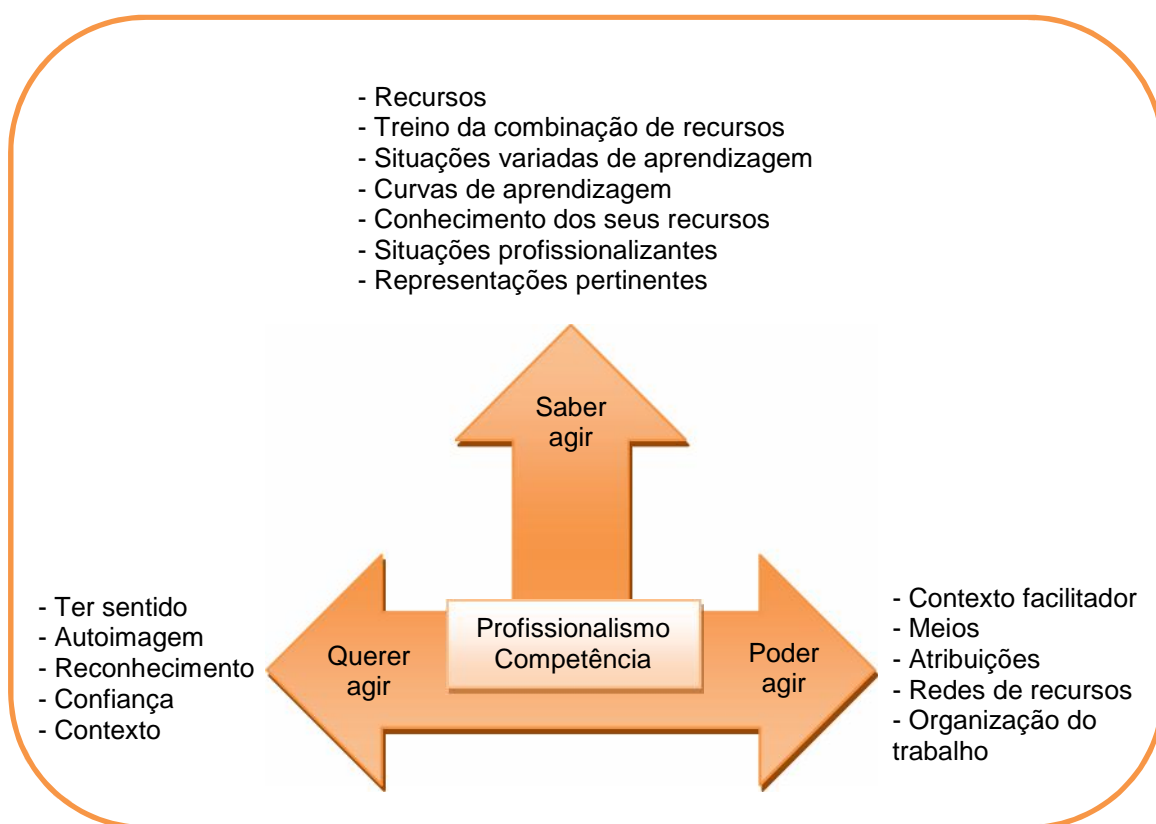 - Recursos
- Treino da combinação de recursos
- Situações variadas de aprendizagem
- Curvas de aprendizagem
- Conhecimento dos seus recursos
- Situações profissionalizantes
- Representações pertinentes
Saber
agir
- Ter sentido
- Autoimagem
- Reconhecimento
- Confiança
- Contexto
Querer
agir
Profissionalismo
Competência
Poder
agir
- Contexto facilitador
- Meios
- Atribuições
- Redes de recursos
- Organização do
trabalho